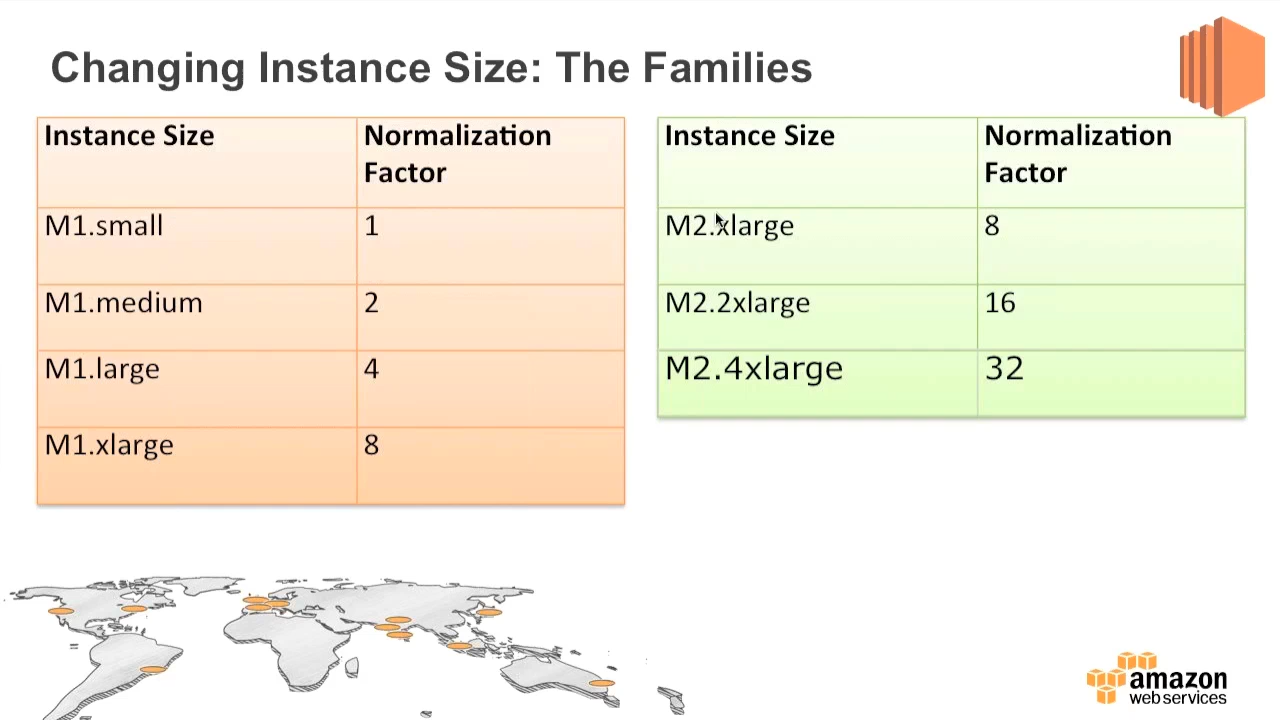 Changing Instance Size: The Families
Instance Size Normalization
Factor
M1.small 1
M1.medium 2
M1.large 4
M1.xlarge 8
Instance Size Normalization
Factor
M2.xlarge 8
M2.2xlarge 16
M2.4xlarge 32
amazon
web services